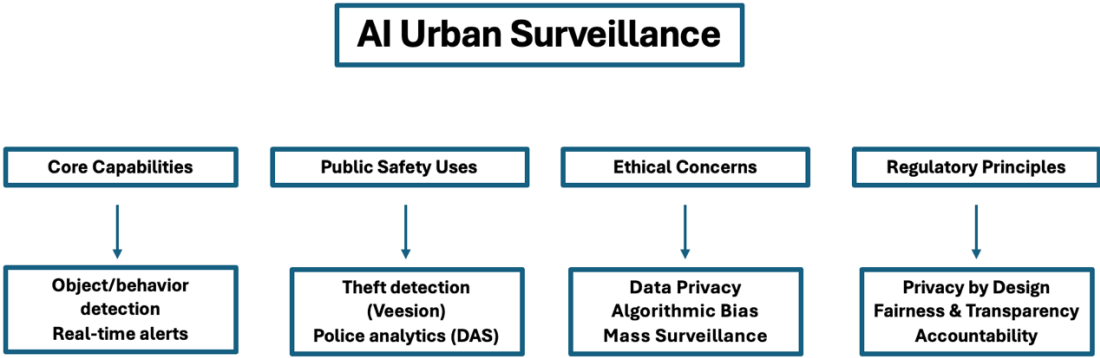 AI Urban Surveillance
Core Capabilities
Public Safety Uses
Ethical Concerns
Regulatory Principles
Object/behavior
detection
Real-time alerts
Theft detection
(Veesion)
Police analytics (DAS)
Data Privacy
Algorithmic Bias
Mass Surveillance
Privacy by Design
Fairness & Transparency
Accountability